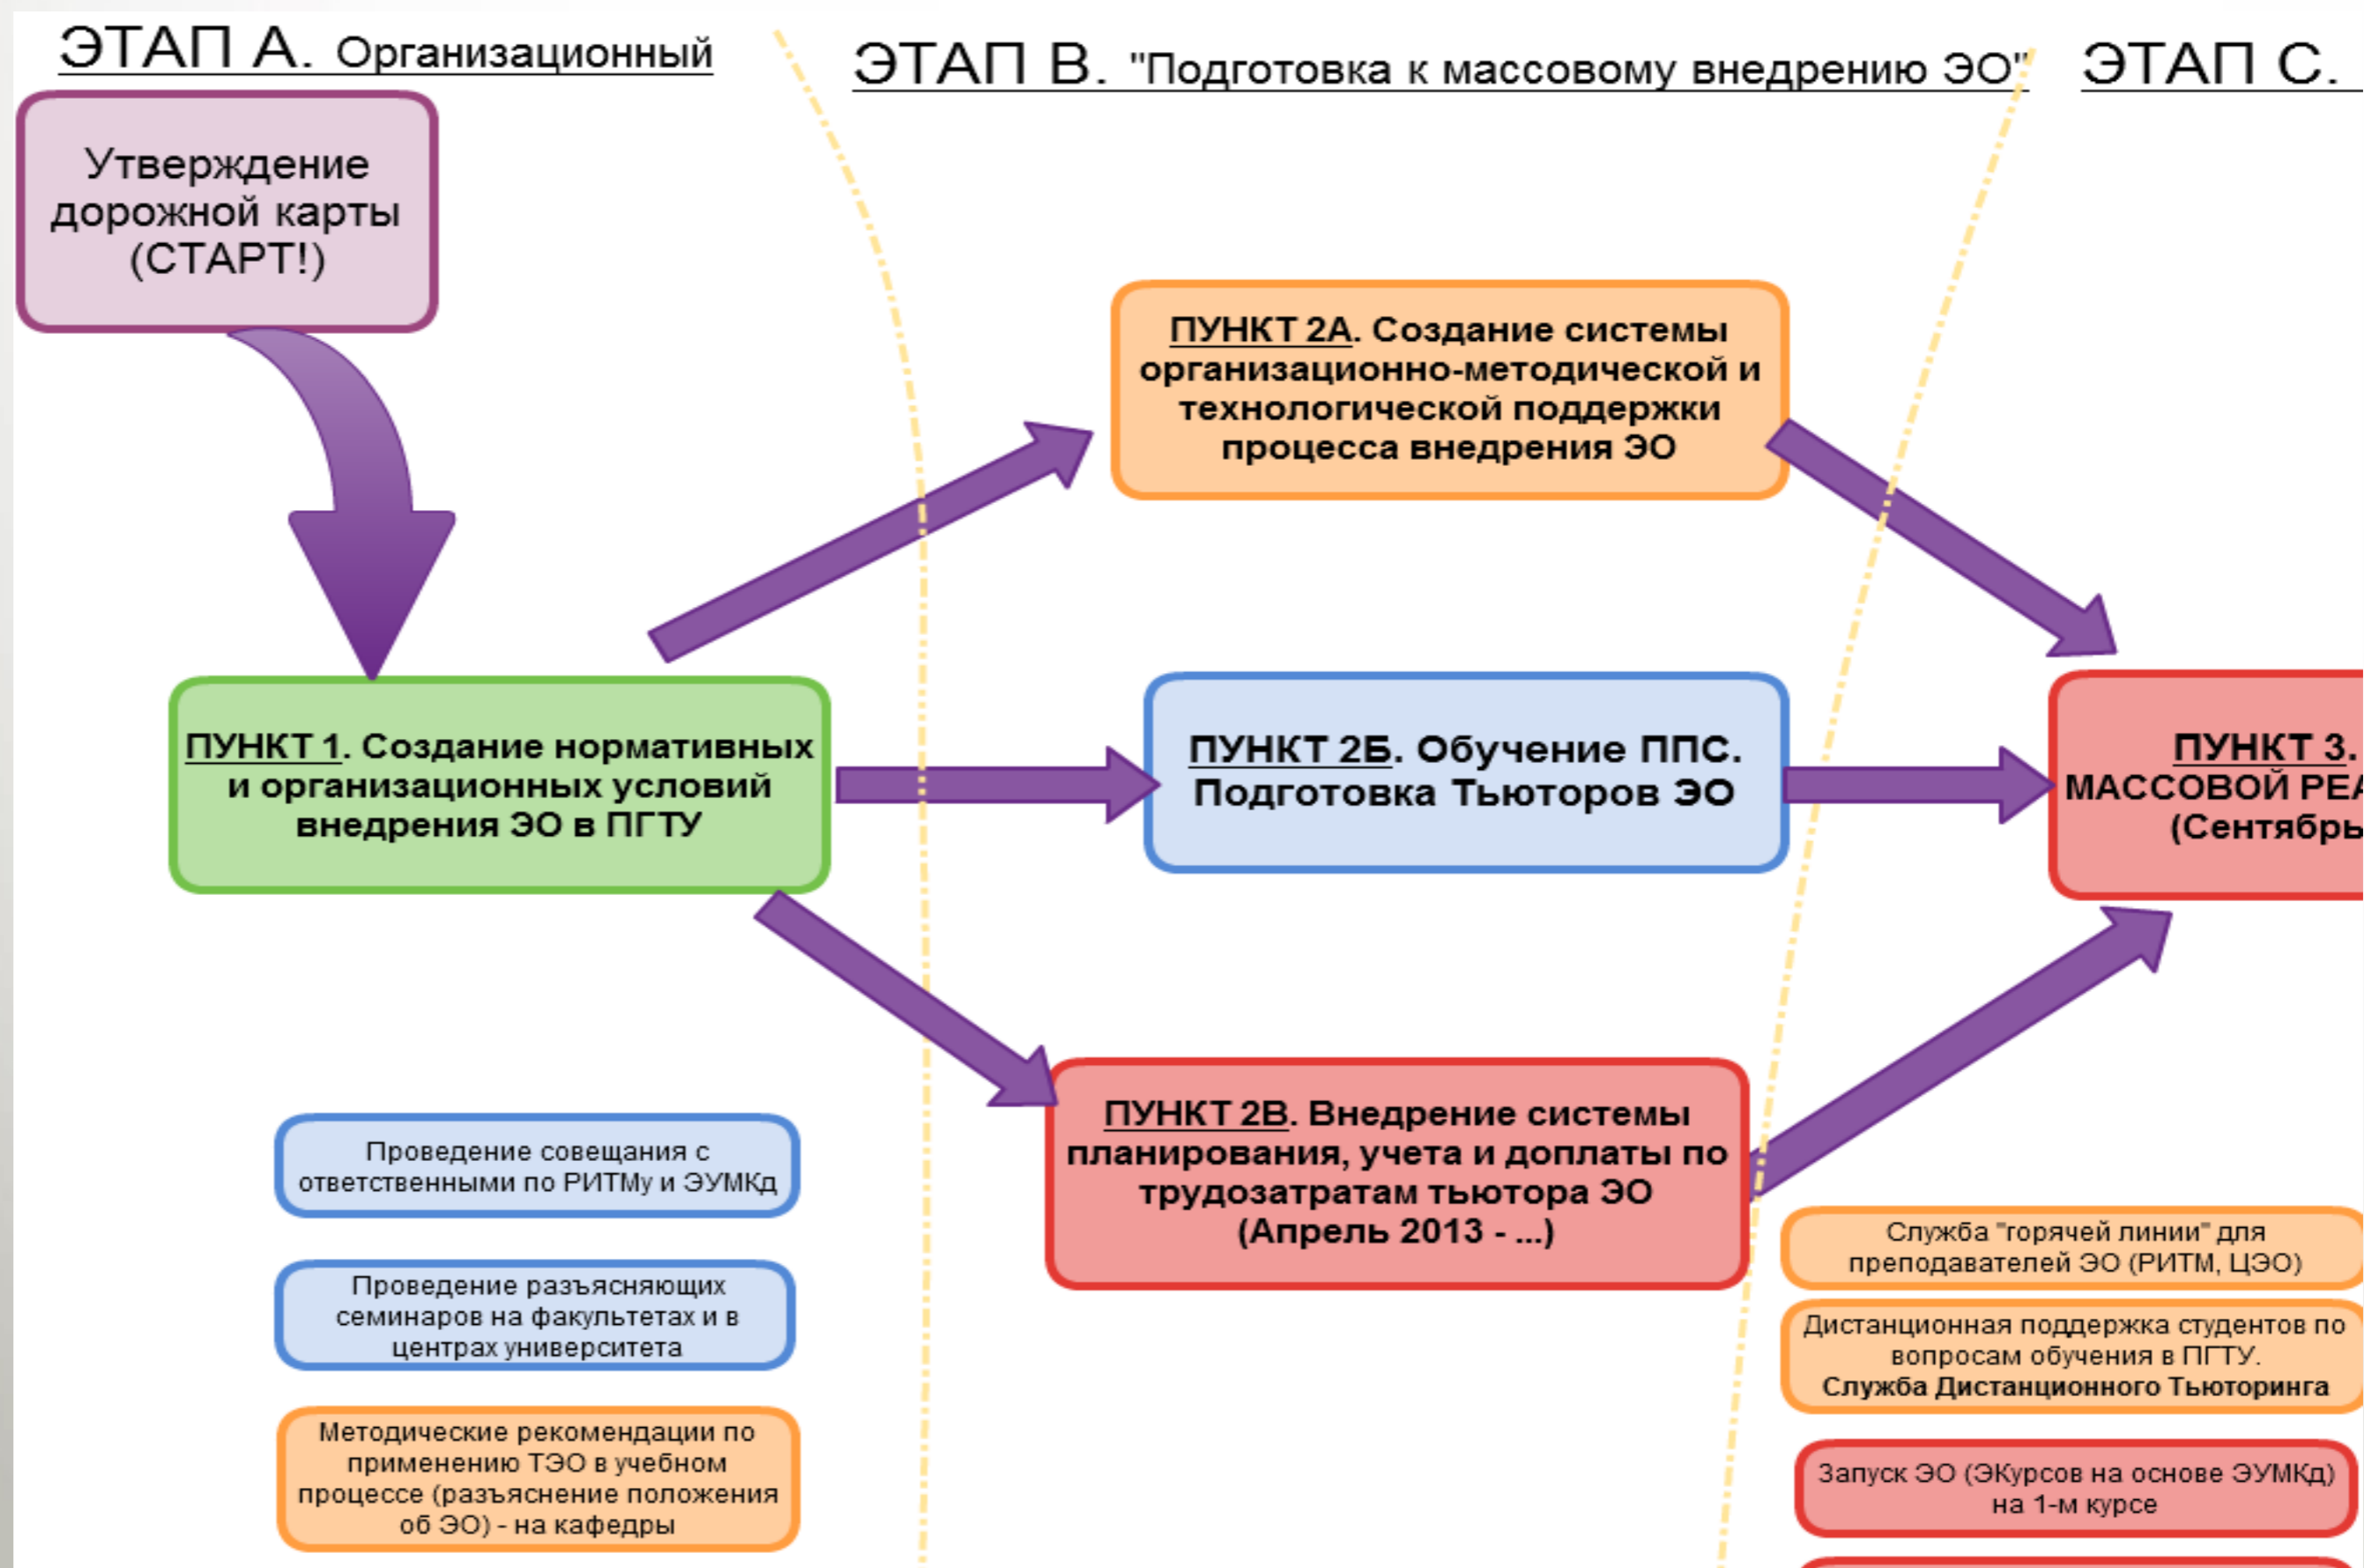 ЭТАП А. Организационный
ЭТАП В. "Подготовка к массовому внедрению ЭО"
ЭТАП С.
Утверждение
дорожной карты
(СТАРТ!)
ПУНКТ 2А. Создание системы
организационно-методической и
технологической поддержки
процесса внедрения ЭО
ПУНКТ 1. Создание нормативных
и организационных условий
внедрения ЭО в ПГТУ
ПУНКТ 2Б. Обучение ППС.
Подготовка Тьюторов ЭО
ПУНКТ 3.
МАССОВОЙ
(Сентябрь
ПУНКТ 2В. Внедрение системы
планирования, учета и доплаты по
трудозатратам тьютора ЭО
(Апрель 2013 - ...)
Проведение совещания с
ответственными по РИТМу и ЭУМКд
Проведение разъясняющих
семинаров на факультетах и в
центрах университета
Методические рекомендации по
применению ТЭО в учебном
процессе (разъяснение положения
об ЭО) - на кафедры
Служба "горячей линии" для
преподавателей ЭО (РИТМ, ЦЭО)
Дистанционная поддержка студентов по
вопросам обучения в ПГТУ.
Служба Дистанционного Тьюторинга
Запуск ЭО (ЭКурсов на основе ЭУМКд)
на 1-м курсе